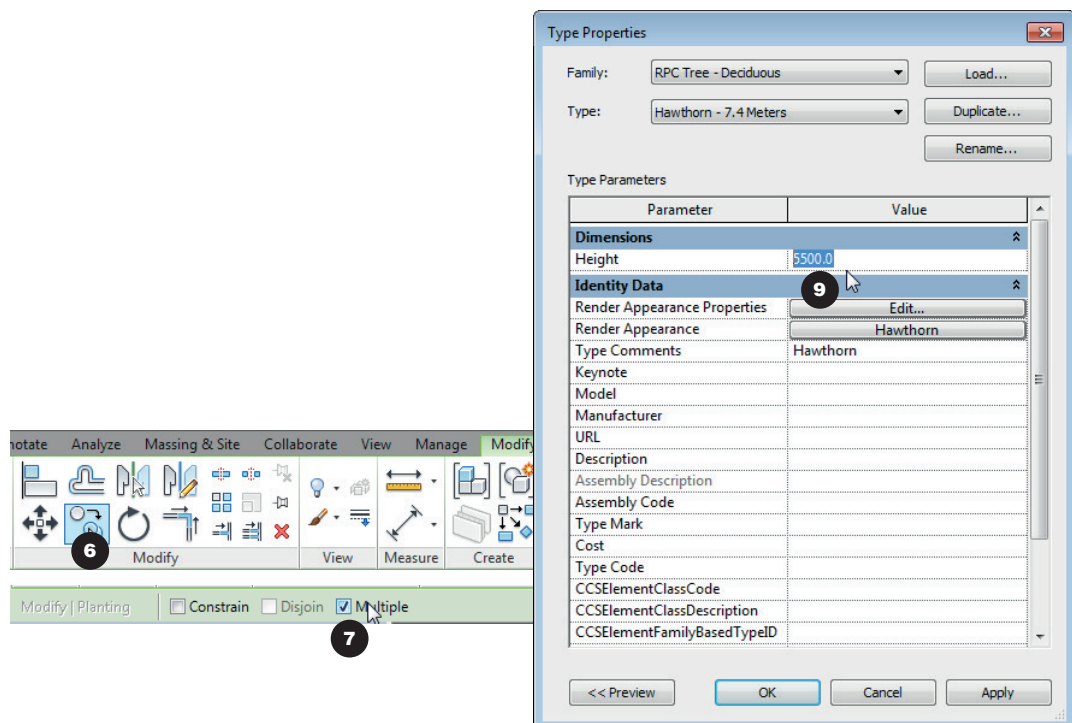 notate Analyze Massing & Site Collaborate View Manage Modify
6
Modify View Measure Create
Modify | Planting Constrain Disjoin Multiple
7
Type Properties
Family: RPC Tree - Deciduous Load...
Type: Hawthorn - 7.4 Meters Duplicate...
Rename...
Type Parameters
Parameter Value
Dimensions
Height 5500.0
9
Identity Data
Render Appearance Properties Edit...
Render Appearance Hawthorn
Type Comments Hawthorn
Keynote
Model
Manufacturer
URL
Description
Assembly Description
Assembly Code
Type Mark
Cost
Type Code
CCSElementClassCode
CCSElementClassDescription
CCSElementFamilyBasedTypeID
<< Preview OK Cancel Apply